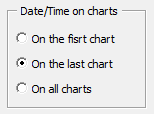 Date/Time on charts
On the fisrt chart
On the last chart
On all charts